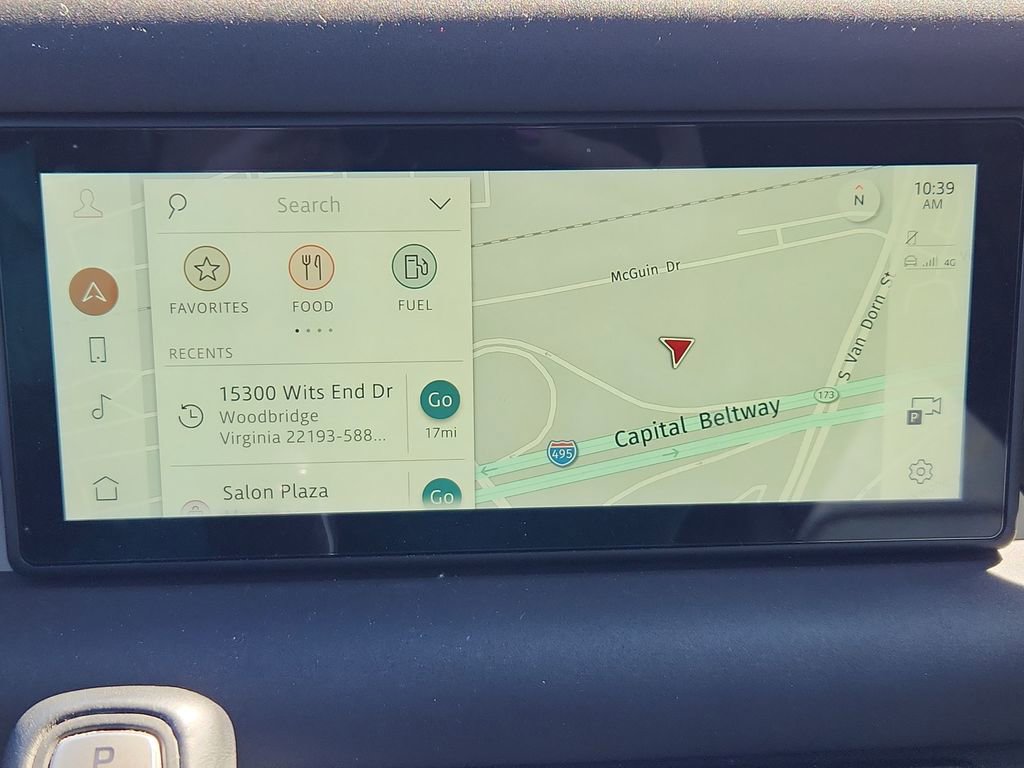 Search
FAVORITES
FOOD
FUEL
RECENTS
15300 Wits End Dr
Woodbridge
Virginia 22193-588...
Go
17mi
Salon Plaza
Go
McGuin Dr
S Van Dorn St
173
Capital Beltway
495
N
10:39
AM
4G
P
P